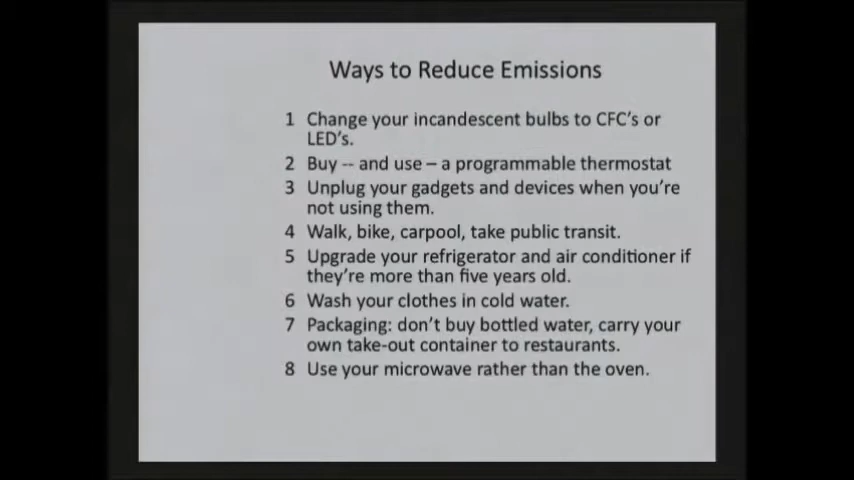 Ways to Reduce Emissions
1 Change your incandescent bulbs to CFC's or
LED's.
2 Buy -- and use – a programmable thermostat
3 Unplug your gadgets and devices when you're
not using them.
4 Walk, bike, carpool, take public transit.
5 Upgrade your refrigerator and air conditioner if
they're more than five years old.
6 Wash your clothes in cold water.
7 Packaging: don't buy bottled water, carry your
own take-out container to restaurants.
8 Use your microwave rather than the oven.